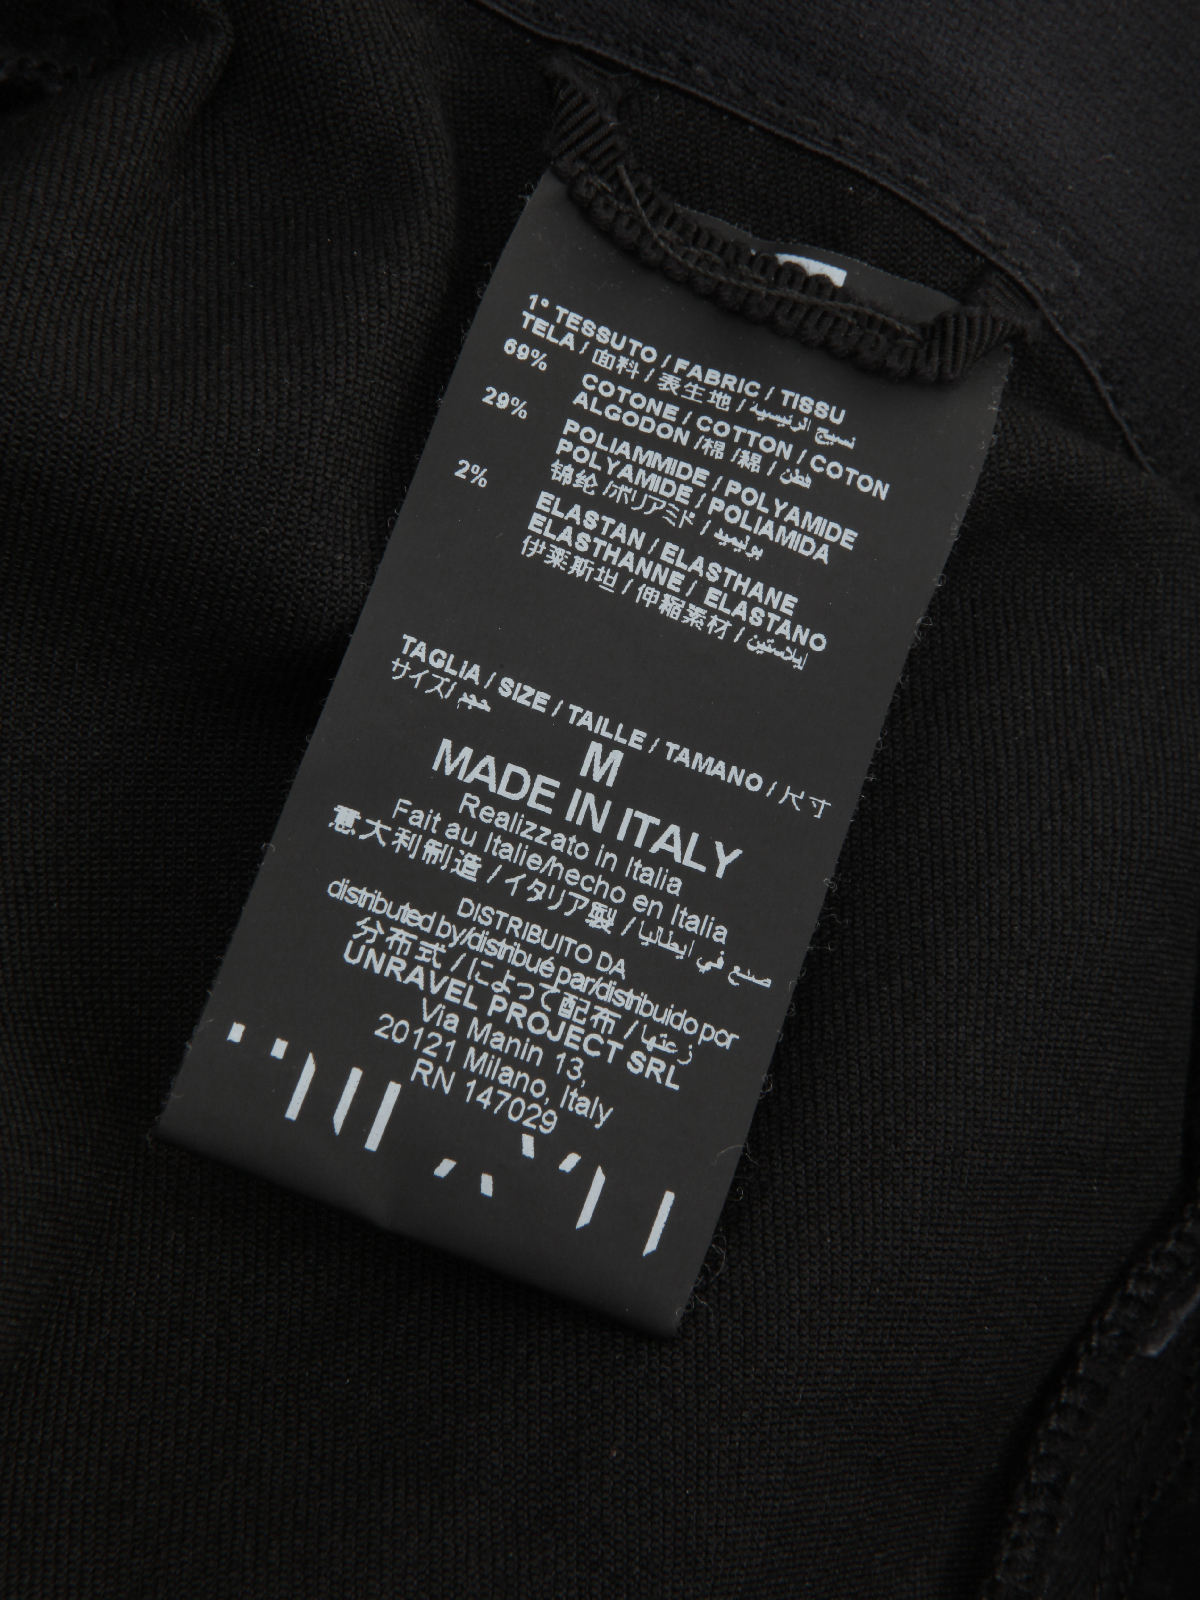 1° TESSUTO / FABRIC / TISSU
TELA / 面料 / 表生地 / نسيج الرئيسية
69% COTONE / COTTON / COTON
ALGODON /棉 /綿 / قطن
29% POLIAMMIDE / POLYAMIDE
POLYAMIDE / POLIAMIDA
锦纶 /ポリアミド /
2% ELASTAN / ELASTHANE
ELASTHANNE / ELASTANO
伊莱斯坦 / 伸縮素材 / إيلاستين
TAGLIA / SIZE / TAILLE / TAMANO / 尺寸
サイズ/ حجم
M
MADE IN ITALY
Realizzato in Italia
Fait au Italie/hecho en Italia
意大利制造 / イタリア製 / صنع في ايطاليا
DISTRIBUITO DA
distributed by/distribué par/distribuido por
分布式 / によって配布 /
UNRAVEL PROJECT SRL
Via Manin 13,
20121 Milano, Italy
RN 147029